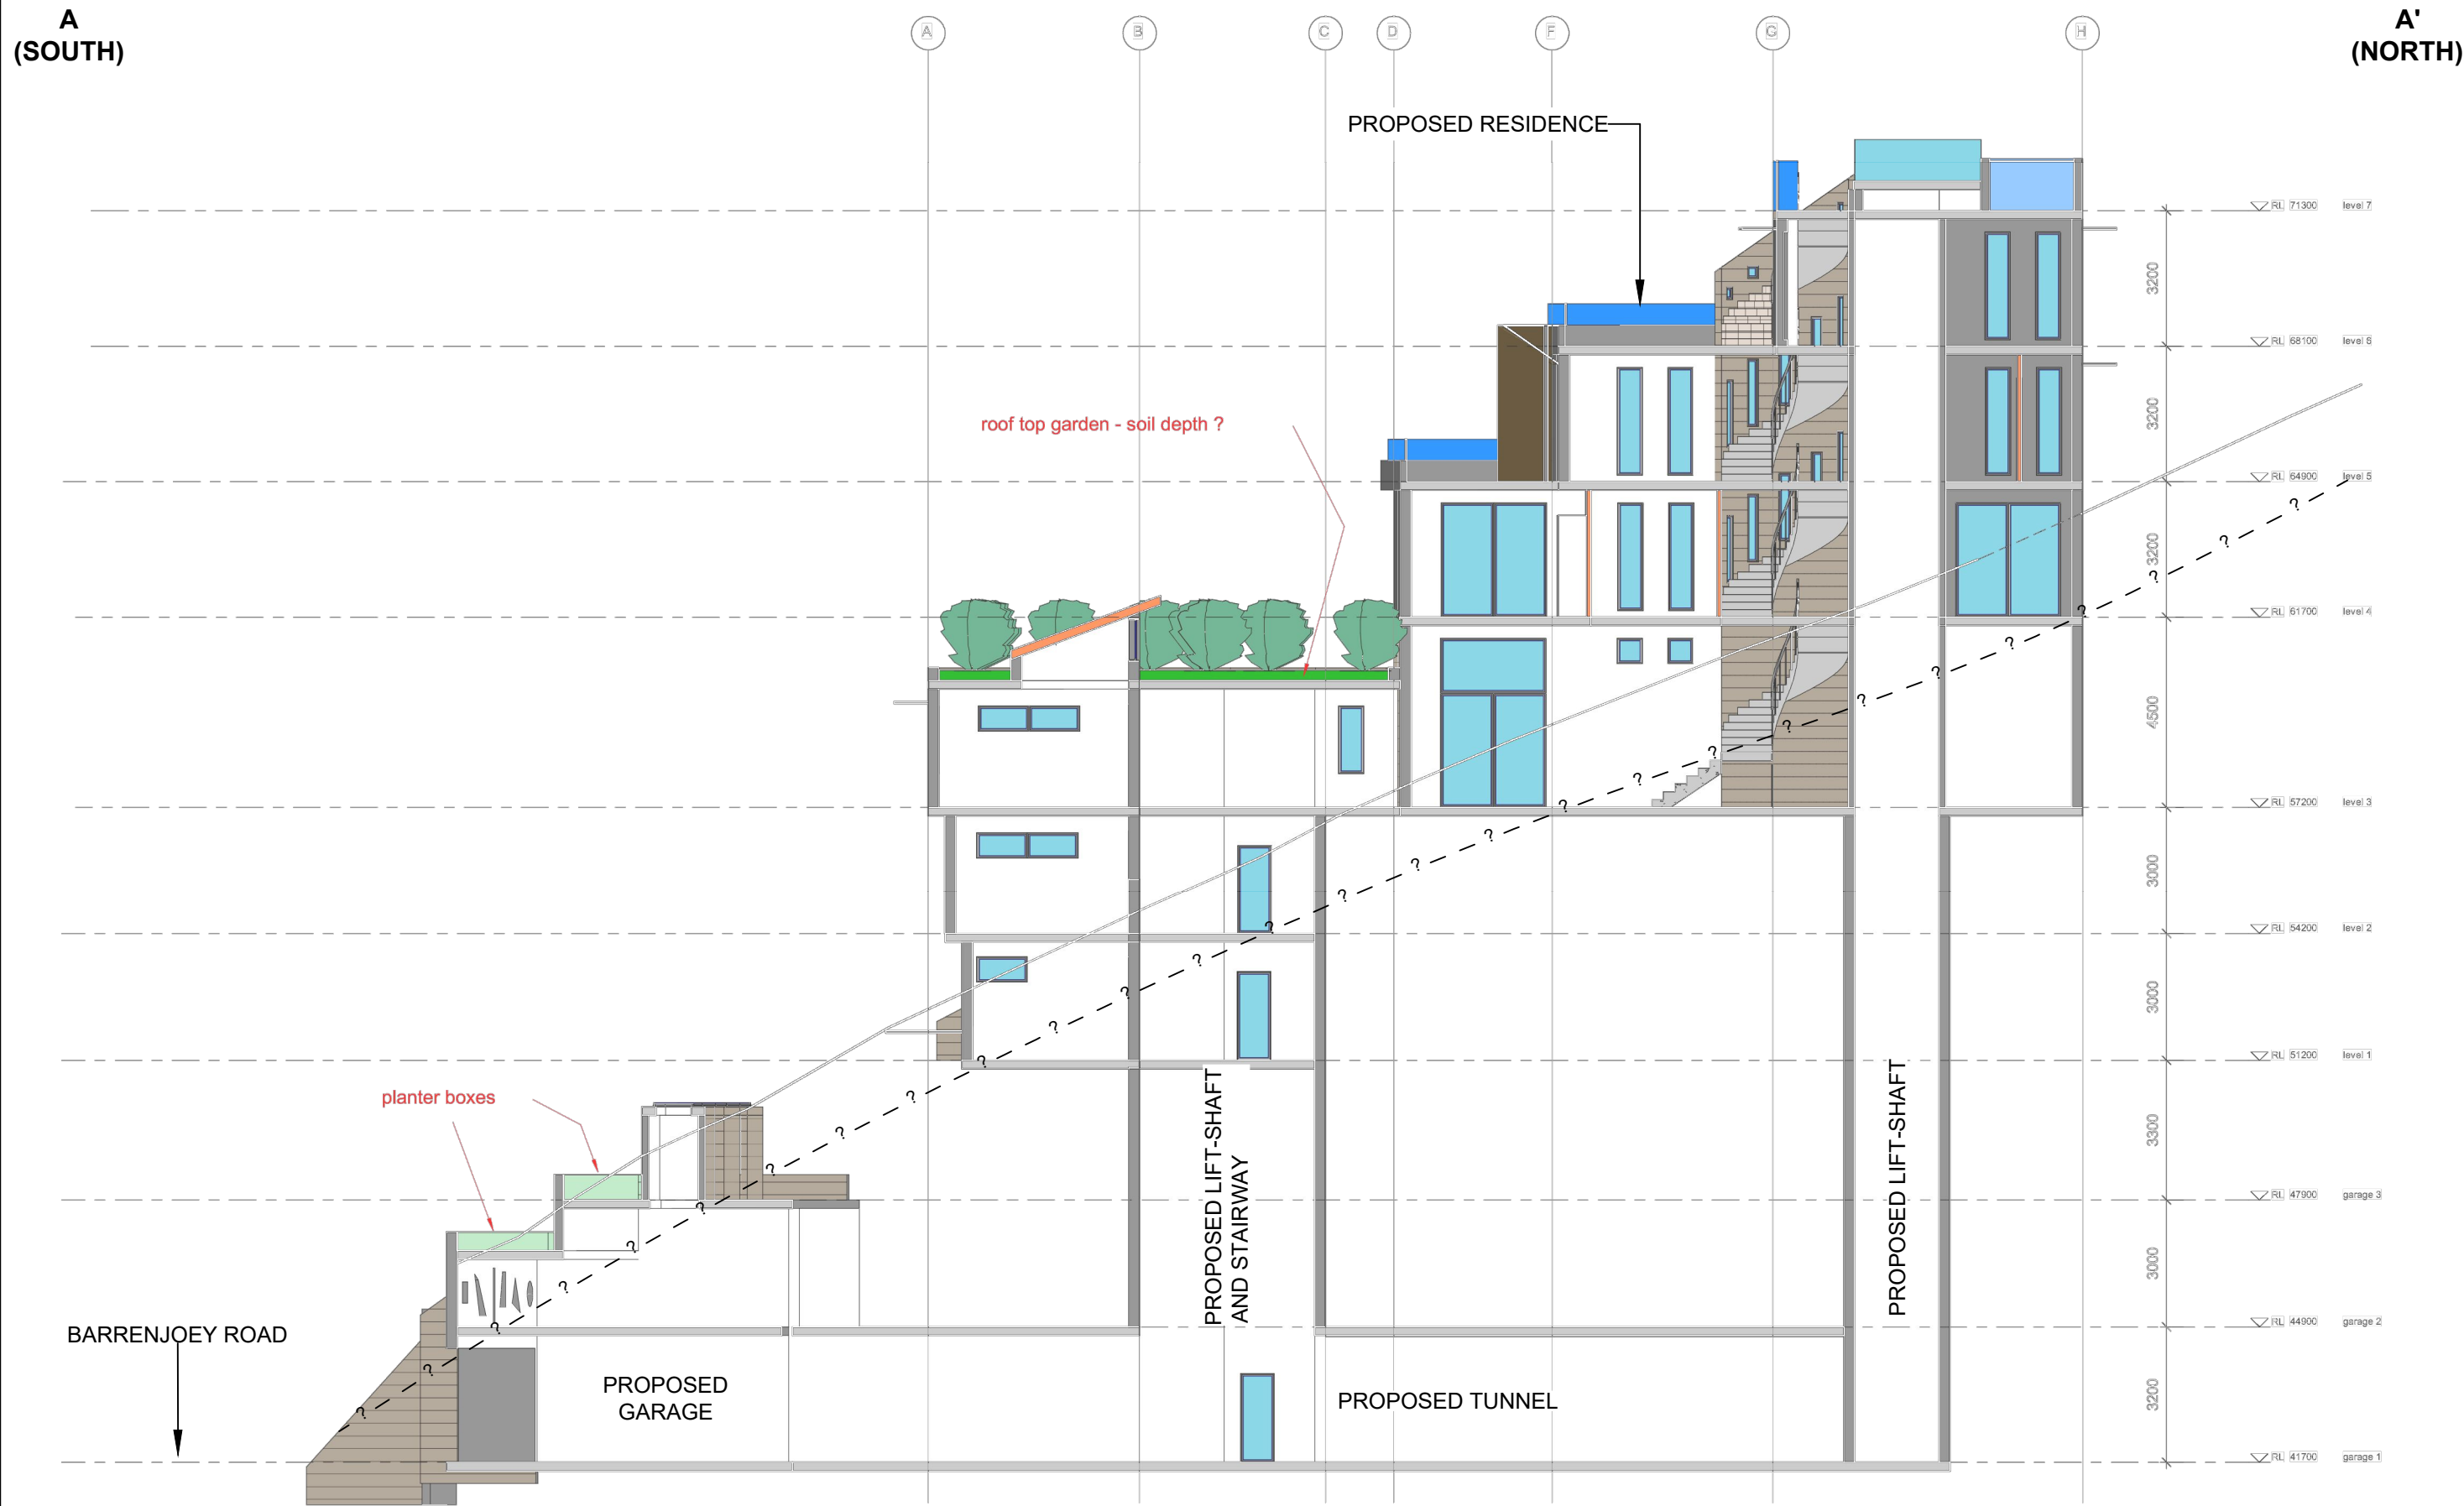 A
(SOUTH)
A'
(NORTH)
A
B
C
D
F
G
H
PROPOSED RESIDENCE
RL 71300 level 7
3200
RL 68100 level 6
roof top garden - soil depth ?
3200
RL 64900 level 5
3200
RL 61700 level 4
4500
RL 57200 level 3
3000
RL 54200 level 2
3000
RL 51200 level 1
planter boxes
3300
PROPOSED LIFT-SHAFT
AND STAIRWAY
PROPOSED LIFT-SHAFT
RL 47900 garage 3
3000
RL 44900 garage 2
BARRENJOEY ROAD
PROPOSED
GARAGE
PROPOSED TUNNEL
3200
RL 41700 garage 1
? ? ? ? ? ? ? ? ? ? ? ? ? ? ? ? ? ? ? ? ? ? ? ? ? ? ?